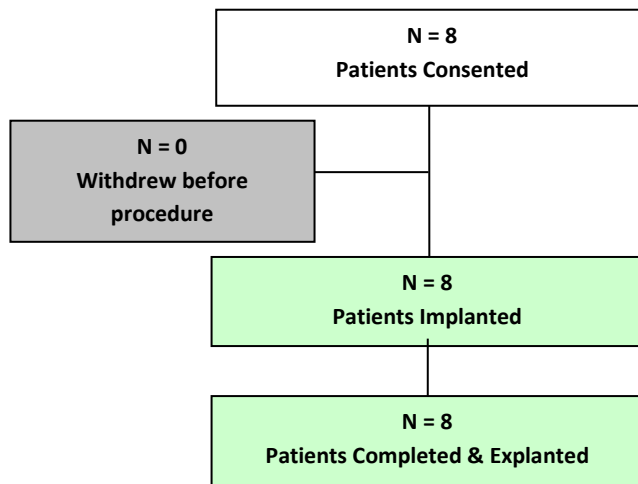 N = 8
Patients Consented
N = 0
Withdrew before
procedure
N = 8
Patients Implanted
N = 8
Patients Completed & Explanted